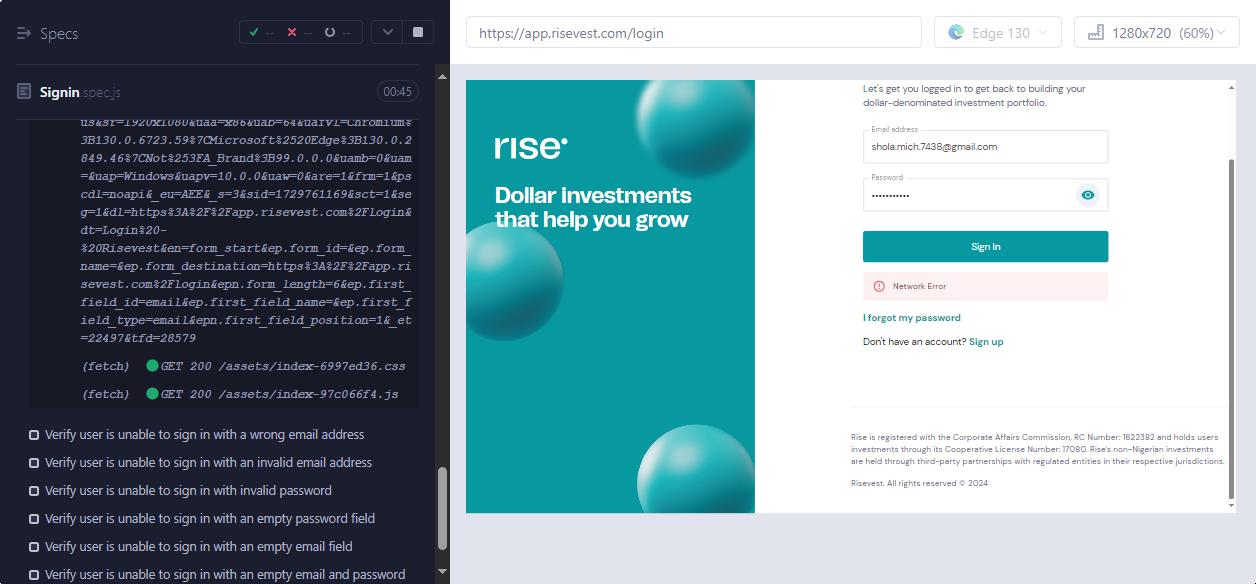 Specs
-- -- --
Signin.spec.js
00:45
us&sr=1920x1080&uaa=x86&uab=64&uafvl=Chromium%
3B130.0.6723.59%7CMicrosoft%2520Edge%3B130.0.2
849.46%7CNot%253FA_Brand%3B99.0.0.0&uamb=0&uam
=&uap=Windows&uapv=10.0.0&uaw=0&are=1&frm=1&ps
cdl=noapi&_eu=AEE&_s=3&sid=1729761169&sct=1&se
g=1&dl=https%3A%2F%2Fapp.risevest.com%2Flogin&
dt=Login%20-
%20Risevest&en=form_start&ep.form_id=&ep.form_
name=&ep.form_destination=https%3A%2F%2Fapp.ri
sevest.com%2Flogin&epn.form_length=6&ep.first_
field_id=email&ep.first_field_name=&ep.first_f
ield_type=email&epn.first_field_position=1&_et
=22497&tfd=28579
(fetch) GET 200 /assets/index-6997ed36.css
(fetch) GET 200 /assets/index-97c066f4.js
Verify user is unable to sign in with a wrong email address
Verify user is unable to sign in with an invalid email address
Verify user is unable to sign in with invalid password
Verify user is unable to sign in with an empty password field
Verify user is unable to sign in with an empty email field
Verify user is unable to sign in with an empty email and password
https://app.risevest.com/login
Edge 130
1280x720 (60%)
rise
Dollar investments
that help you grow
Let's get you logged in to get back to building your
dollar-denominated investment portfolio.
Email address
shola.mich.7438@gmail.com
Password
•••••••••••
Sign In
Network Error
I forgot my password
Don't have an account? Sign up
Rise is registered with the Corporate Affairs Commission, RC Number: 1622382 and holds users
investments through its Cooperative License Number: 17080. Rise's non-Nigerian investments
are held through third-party partnerships with regulated entities in their respective jurisdictions.
Risevest. All rights reserved © 2024